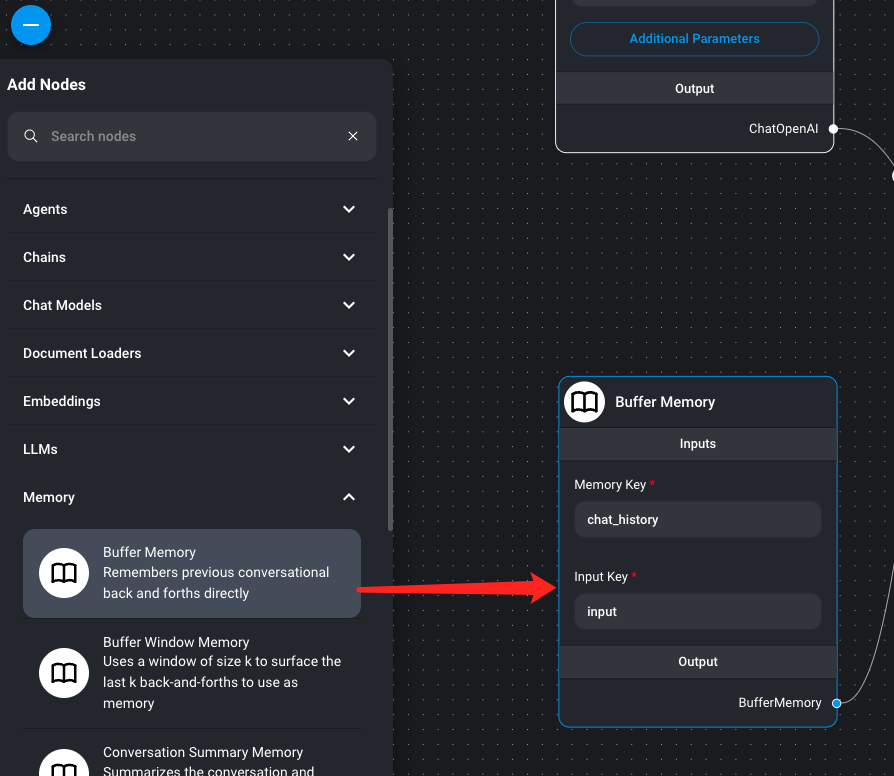 Add Nodes
Search nodes
Agents
Chains
Chat Models
Document Loaders
Embeddings
LLMs
Memory
Buffer Memory
Remembers previous conversational
back and forths directly
Buffer Window Memory
Uses a window of size k to surface the
last k back-and-forths to use as
memory
Conversation Summary Memory
Summarizes the conversation and
Additional Parameters
Output
ChatOpenAI
Buffer Memory
Inputs
Memory Key *
chat_history
Input Key *
input
Output
BufferMemory